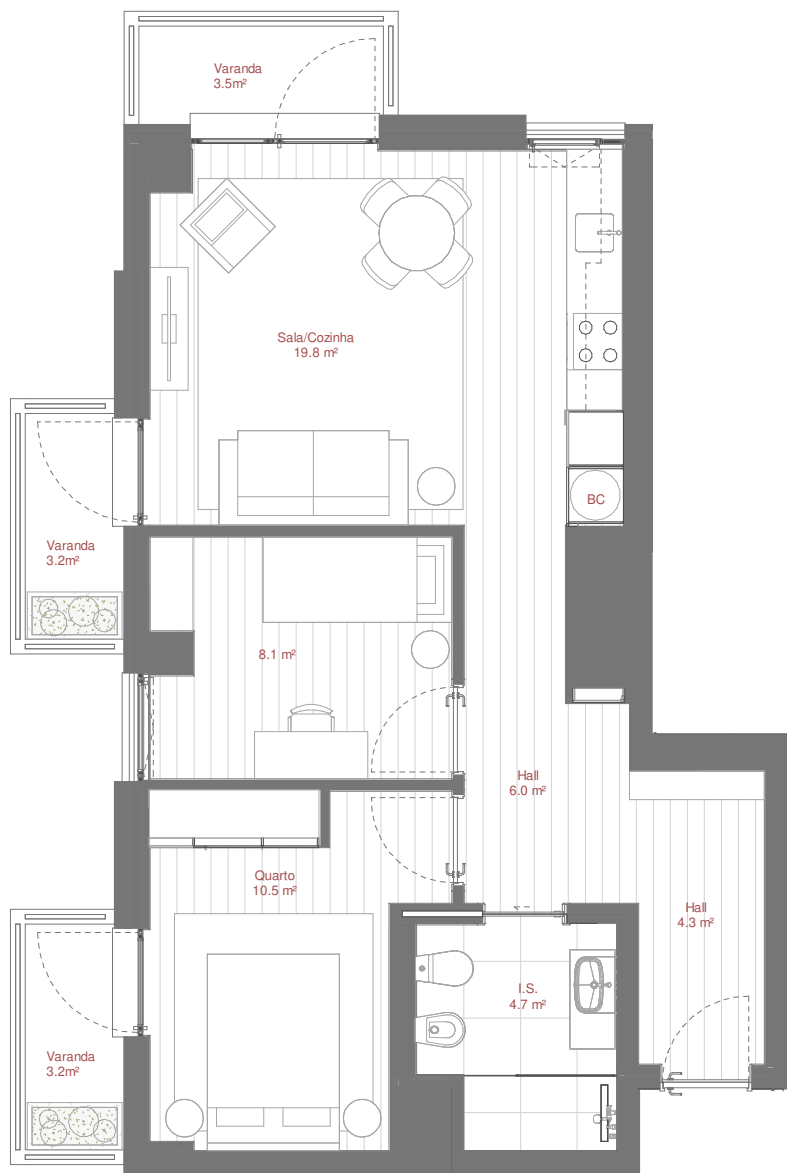 Varanda
3.5m²
Sala/Cozinha
19.8 m²
BC
Varanda
3.2m²
8.1 m²
Hall
6.0 m²
Quarto
10.5 m²
Hall
4.3 m²
I.S.
4.7 m²
Varanda
3.2m²